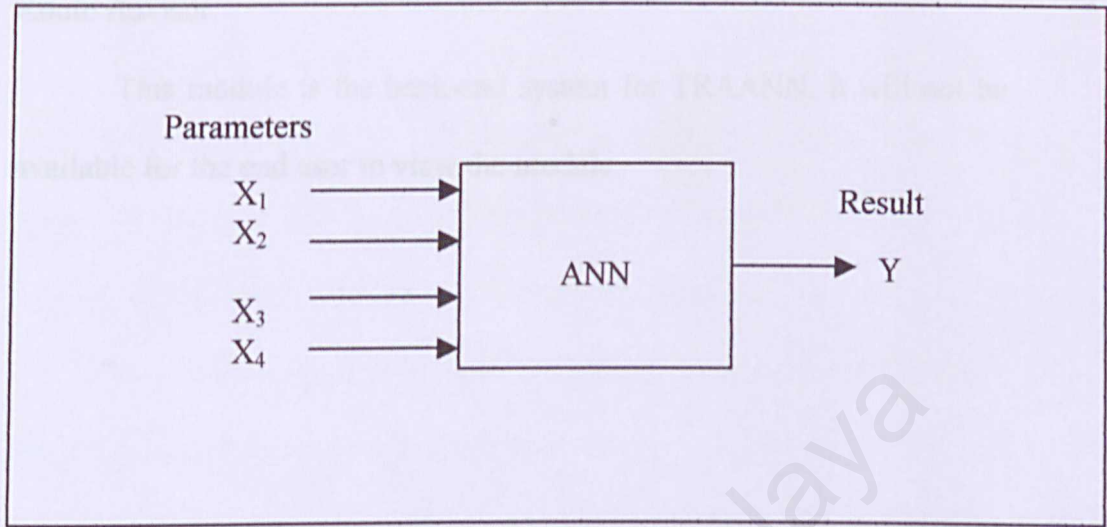 This module is the back-end system for TRAANN, it will not be
available for the end user to view the module.
Parameters
X₁
X₂
X₃
X₄
ANN
Result
Y
laya